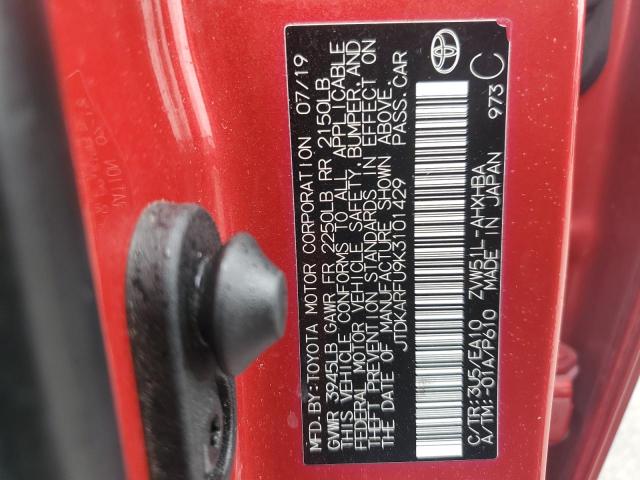 MFD.BY:TOYOTA MOTOR CORPORATION 07/19
GVWR 3945LB GAWR FR 2250LB RR 2150LB
THIS VEHICLE CONFORMS TO ALL APPLICABLE
FEDERAL MOTOR VEHICLE SAFETY, BUMPER, AND
THEFT PREVENTION STANDARDS IN EFFECT ON
THE DATE OF MANUFACTURE SHOWN ABOVE.
JTDKARFU9K3101429 PASS.CAR
C/TR:3U5/EA10 ZVW51L-AHXHBA
A/TM:-01A/P610 MADE IN JAPAN 973 C